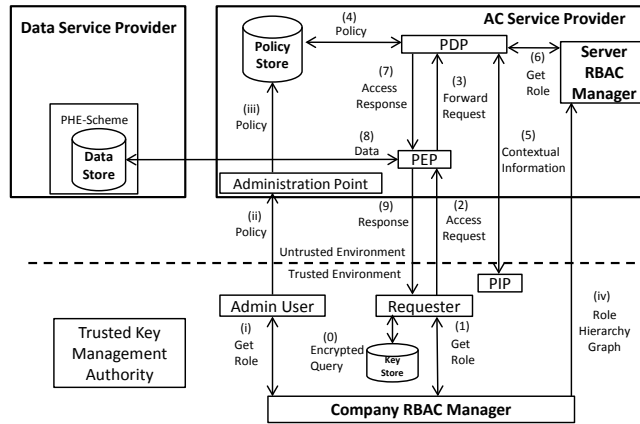 Data Service Provider
AC Service Provider
(4)
Policy
PDP
Policy
Store
(6)
Get
Role
Server
RBAC
Manager
(7)
Access
Response
(3)
Forward
Request
(iii)
Policy
(5)
Contextual
Information
PHE-Scheme
Data
Store
(8)
Data
PEP
Administration Point
(ii)
Policy
(9)
Response
(2)
Access
Request
Untrusted Environment
Trusted Environment
PIP
(iv)
Role
Hierarchy
Graph
Admin User
Requester
Trusted Key
Management
Authority
(i)
Get
Role
(0)
Encrypted
Query
Key
Store
(1)
Get
Role
Company RBAC Manager